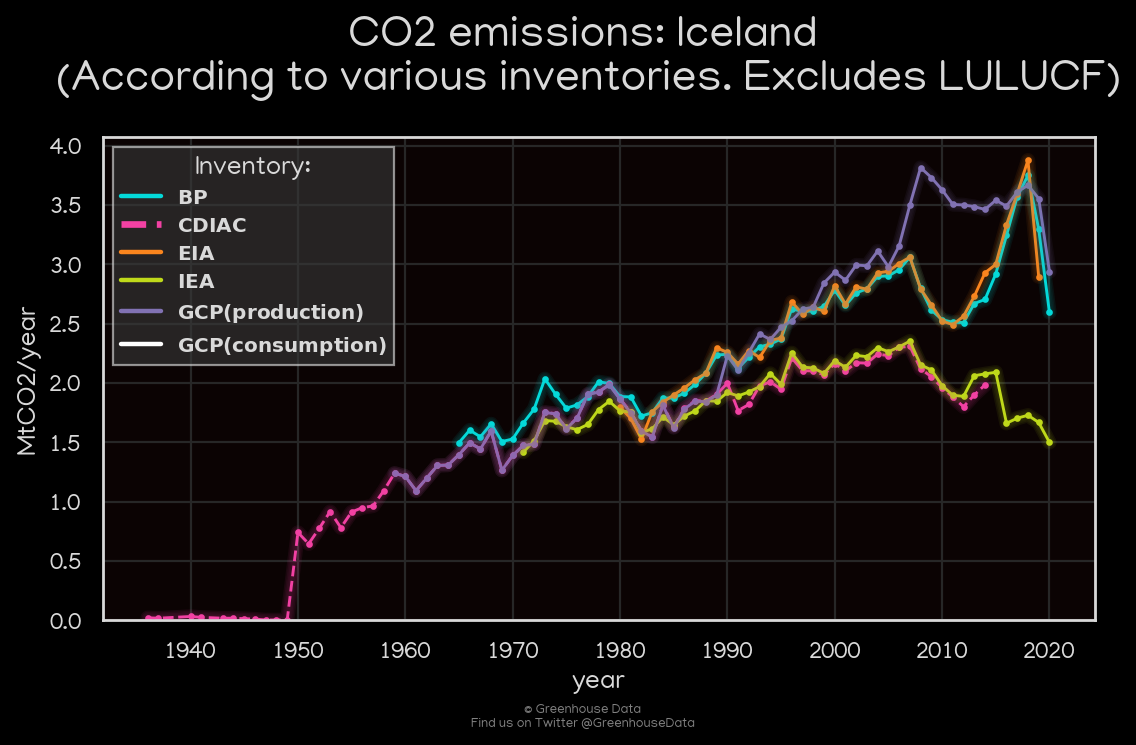 CO2 emissions: Iceland
(According to various inventories. Excludes LULUCF)
MtCO2/year
4.0
3.5
3.0
2.5
2.0
1.5
1.0
0.5
0.0
Inventory:
BP
CDIAC
EIA
IEA
GCP(production)
GCP(consumption)
1940 1950 1960 1970 1980 1990 2000 2010 2020
year
© Greenhouse Data
Find us on Twitter @GreenhouseData